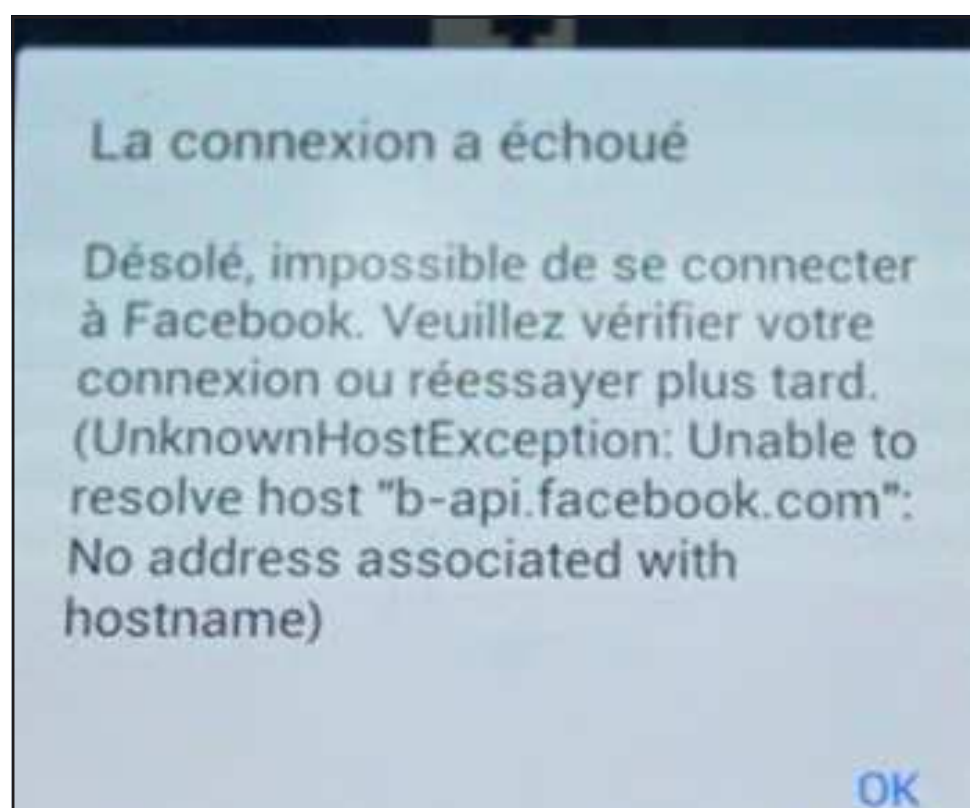 La connexion a échoué
Désolé, impossible de se connecter
à Facebook. Veuillez vérifier votre
connexion ou réessayer plus tard.
(UnknownHostException: Unable to
resolve host "b-api.facebook.com":
No address associated with
hostname)
OK